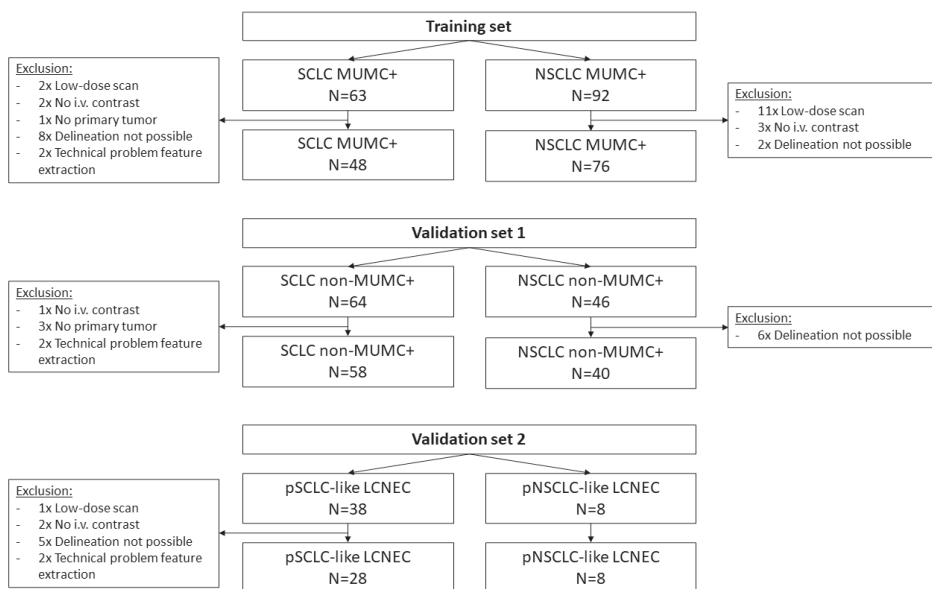 Training set
SCLC MUMC+
N=63
NSCLC MUMC+
N=92
Exclusion:
- 2x Low-dose scan
- 2x No i.v. contrast
- 1x No primary tumor
- 8x Delineation not possible
- 2x Technical problem feature
extraction
Exclusion:
- 11x Low-dose scan
- 3x No i.v. contrast
- 2x Delineation not possible
SCLC MUMC+
N=48
NSCLC MUMC+
N=76
Validation set 1
SCLC non-MUMC+
N=64
NSCLC non-MUMC+
N=46
Exclusion:
- 1x No i.v. contrast
- 3x No primary tumor
- 2x Technical problem feature
extraction
Exclusion:
- 6x Delineation not possible
SCLC non-MUMC+
N=58
NSCLC non-MUMC+
N=40
Validation set 2
pSCLC-like LCNEC
N=38
pNSCLC-like LCNEC
N=8
Exclusion:
- 1x Low-dose scan
- 2x No i.v. contrast
- 5x Delineation not possible
- 2x Technical problem feature
extraction
pSCLC-like LCNEC
N=28
pNSCLC-like LCNEC
N=8